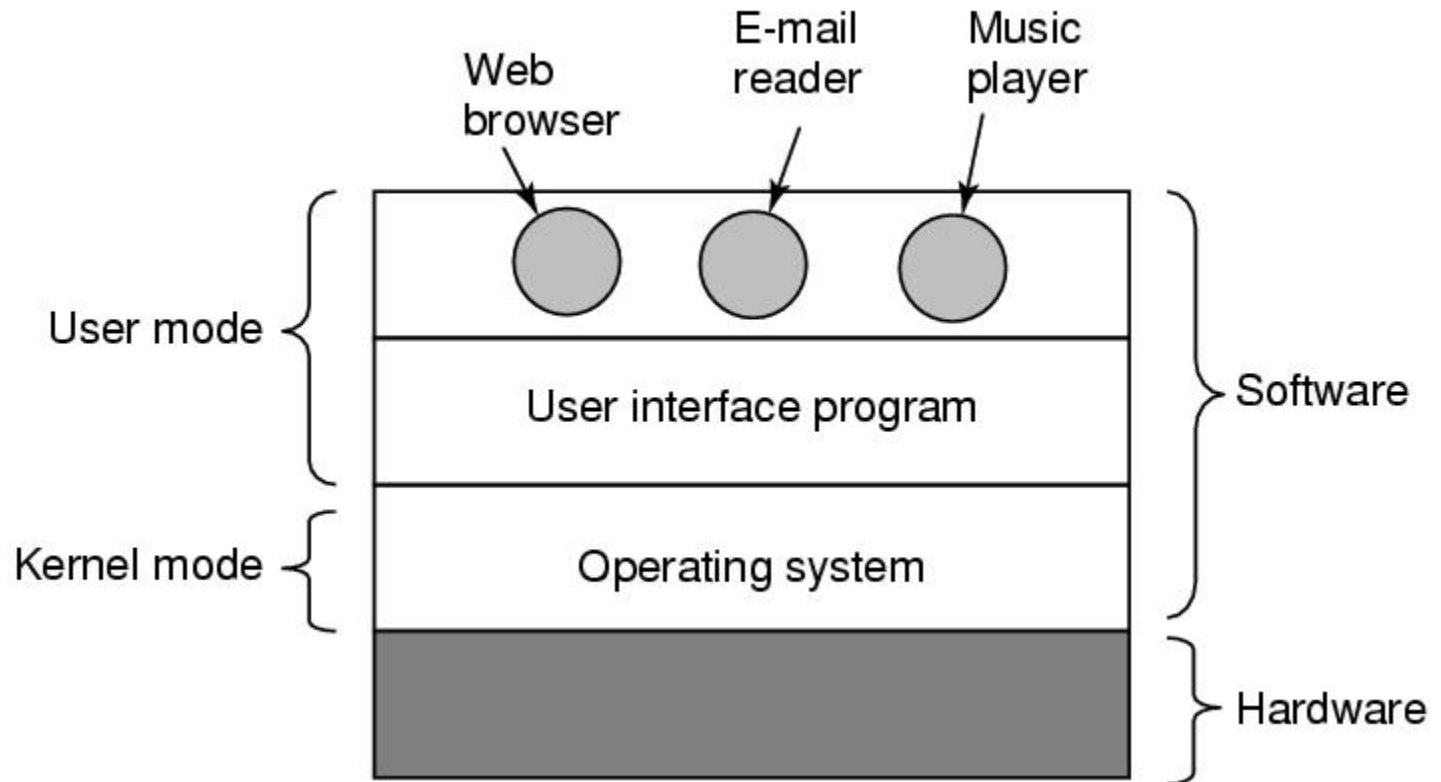 Web
browser
E-mail
reader
Music
player
User mode
User interface program
Software
Kernel mode
Operating system
Hardware